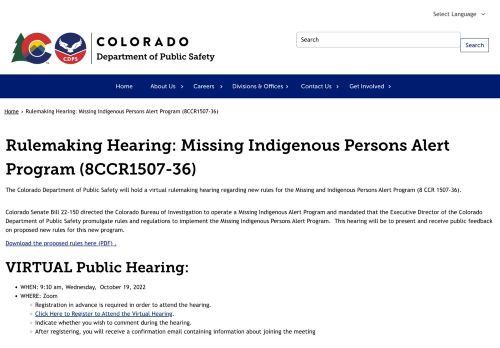 Select Language
COLORADO
Department of Public Safety
CDPS
Search
Search
Home About Us Careers Divisions & Offices Contact Us Get Involved
Home › Rulemaking Hearing: Missing Indigenous Persons Alert Program (8CCR1507-36)
Rulemaking Hearing: Missing Indigenous Persons Alert
Program (8CCR1507-36)
The Colorado Department of Public Safety will hold a virtual rulemaking hearing regarding new rules for the Missing and Indigenous Persons Alert Program (8 CCR 1507-36).
Colorado Senate Bill 22-150 directed the Colorado Bureau of Investigation to operate a Missing Indigenous Alert Program and mandated that the Executive Director of the Colorado
Department of Public Safety promulgate rules and regulations to implement the Missing Indigenous Persons Alert Program. This hearing will be to present and receive public feedback
on proposed new rules for this new program.
Download the proposed rules here (PDF) .
VIRTUAL Public Hearing:
• WHEN: 9:30 am, Wednesday, October 19, 2022
• WHERE: Zoom
○ Registration in advance is required in order to attend the hearing.
○ Click Here to Register to Attend the Virtual Hearing.
○ Indicate whether you wish to comment during the hearing.
○ After registering, you will receive a confirmation email containing information about joining the meeting